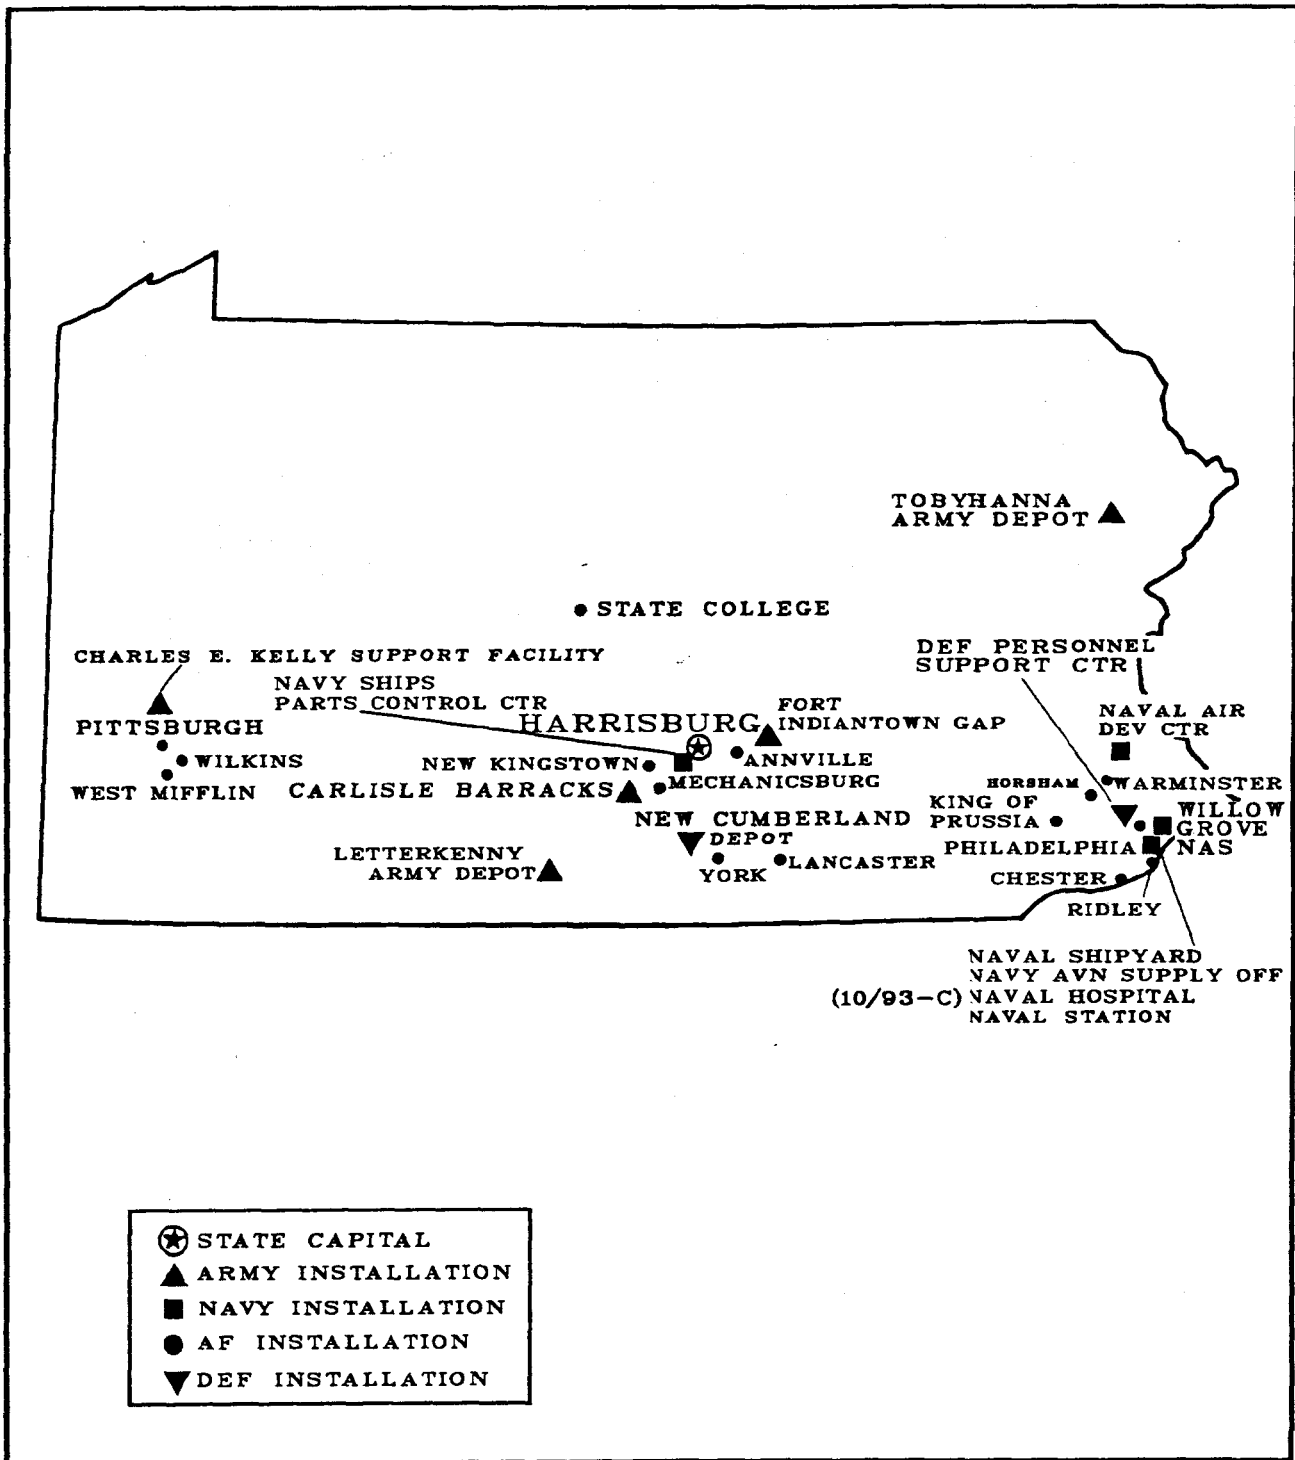 TOBYHANNA
ARMY DEPOT
STATE COLLEGE
DEF PERSONNEL
SUPPORT CTR
CHARLES E. KELLY SUPPORT FACILITY
NAVY SHIPS
PARTS CONTROL CTR
PITTSBURGH
HARRISBURG
FORT
INDIANTOWN GAP
NAVAL AIR
DEV CTR
WILKINS
NEW KINGSTOWN
ANNVILLE
WEST MIFFLIN
CARLISLE BARRACKS
MECHANICSBURG
HORSHAM
WARMINSTER
KING OF
PRUSSIA
WILLOW
GROVE
NAS
NEW CUMBERLAND
DEPOT
PHILADELPHIA
LETTERKENNY
ARMY DEPOT
YORK
LANCASTER
CHESTER
RIDLEY
NAVAL SHIPYARD
NAVY AVN SUPPLY OFF
(10/93-C) NAVAL HOSPITAL
NAVAL STATION
STATE CAPITAL
ARMY INSTALLATION
NAVY INSTALLATION
AF INSTALLATION
DEF INSTALLATION